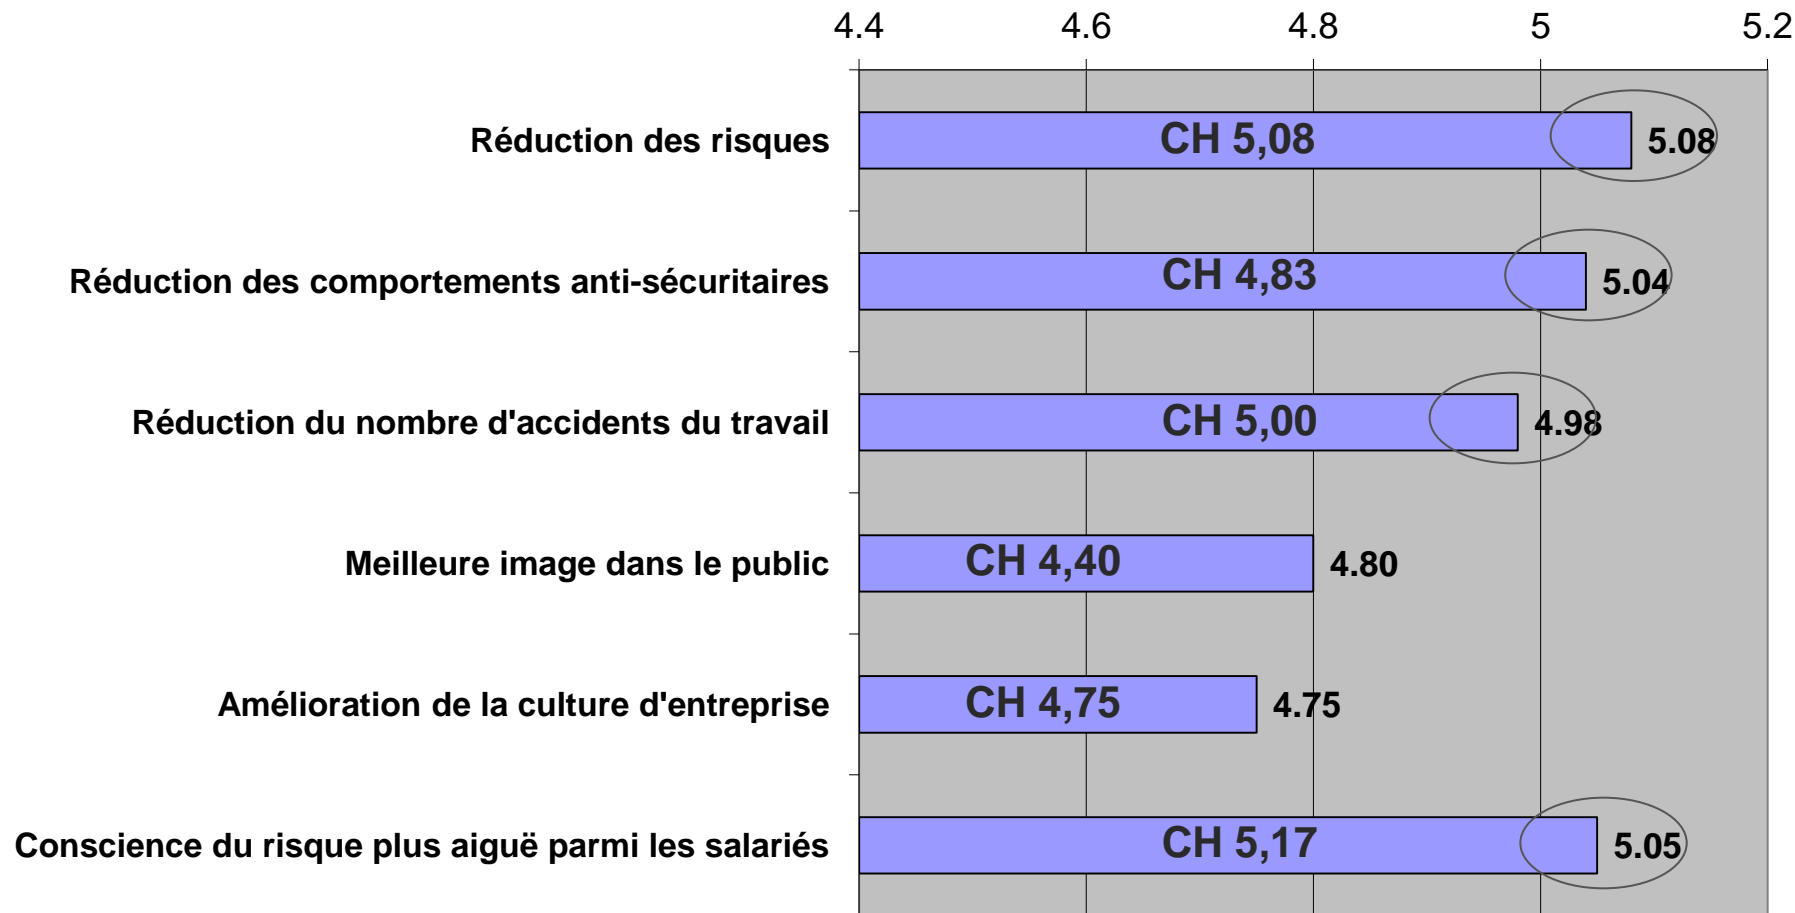 4.4 4.6 4.8 5 5.2
Réduction des risques CH 5,08 5.08
Réduction des comportements anti-sécuritaires CH 4,83 5.04
Réduction du nombre d'accidents du travail CH 5,00 4.98
Meilleure image dans le public CH 4,40 4.80
Amélioration de la culture d'entreprise CH 4,75 4.75
Conscience du risque plus aiguë parmi les salariés CH 5,17 5.05